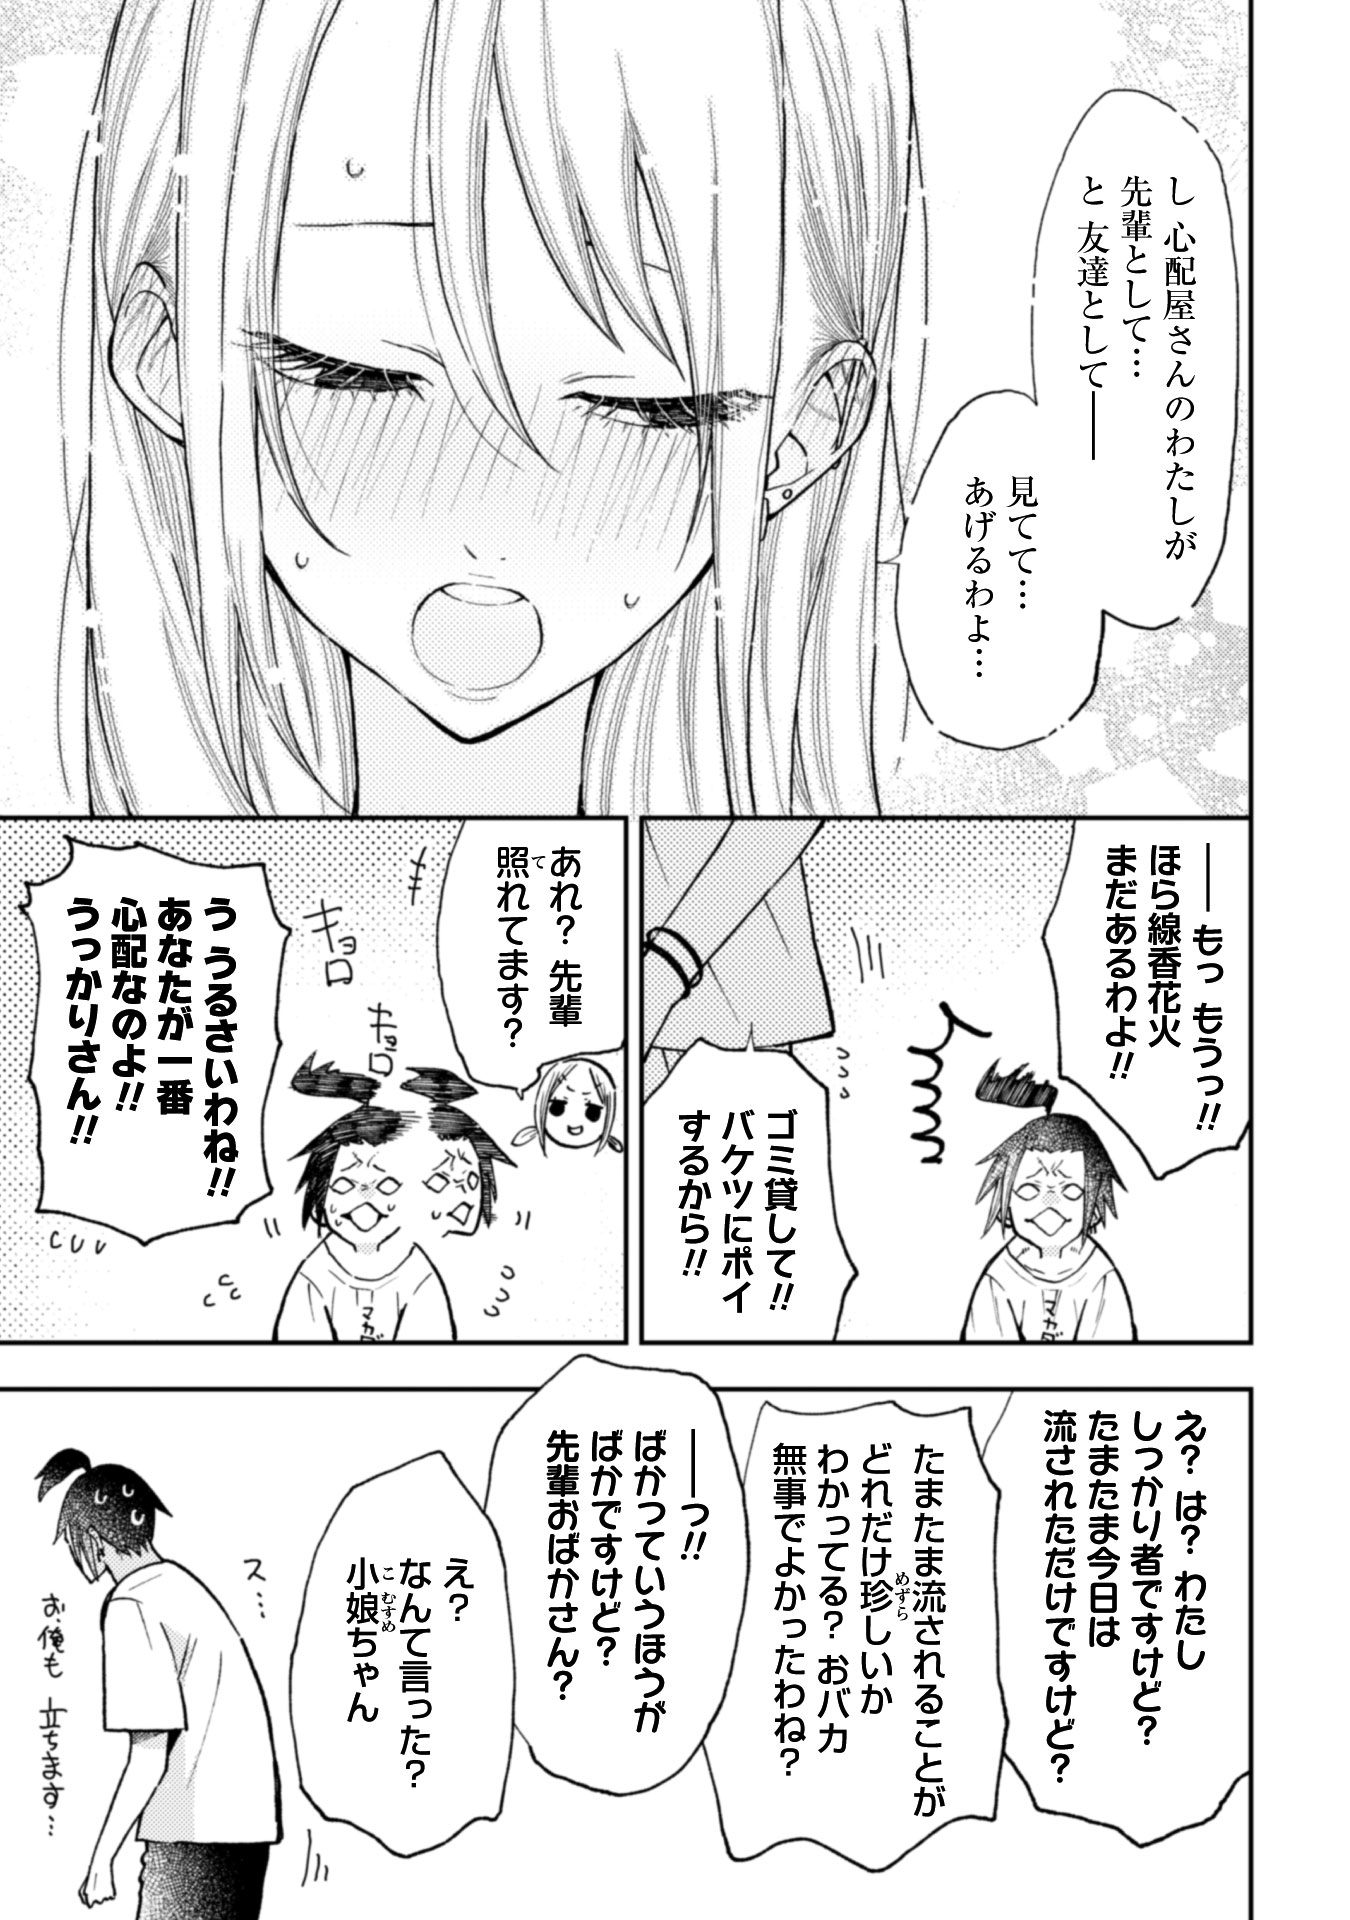 し 心配屋さんのわたしが
先輩として…
と 友達として――
見てて…
あげるわよ…
――もっ もうっ!!
ほら線香花火
まだあるわよ!!
ゴミ貸して!!
バケツにポイ
するから!!
マカダ
あれ? 先輩
照れてます?
キョロ
キョロ
う うるさいわね!!
あなたが一番
心配なのよ!!
うっかりさん!!
マカダ
え? は? わたし
しっかり者ですけど?
たまたま今日は
流されただけですけど?
たまたま流されることが
どれだけ珍しいか
わかってる? おバカ
無事でよかったわね?
――っ!!
ばかっていうほうが
ばかですけど?
先輩おばかさん?
え?
なんて言った?
小娘ちゃん
ス…
お、俺も 立ちます…